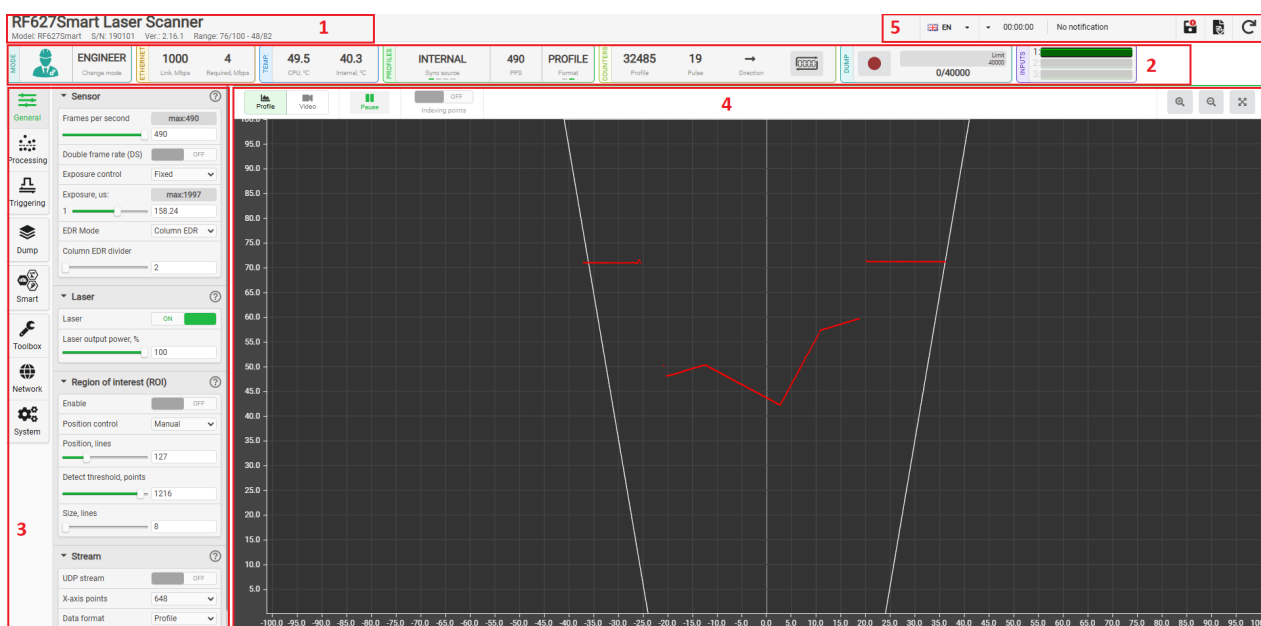 RF627Smart Laser Scanner
1
Model: RF627Smart S/N: 190101 Ver.: 2.16.1 Range: 76/100 - 48/82
5
EN
00:00:00
No notification
MODE
ENGINEER
Change mode
ETHERNET
1000
Link, Mbps
4
Required, Mbps
TEMP
49.5
CPU, °C
40.3
Internal, °C
PROFILES
INTERNAL
Sync source
490
PPS
PROFILE
Format
COUNTERS
32485
Profile
19
Pulse
→
Direction
0000
DUMP
Limit
40000
0/40000
INPUTS
1:
2:
3:
2
General
Processing
Triggering
Dump
Smart
Toolbox
Network
System
3
Sensor
Frames per second max:490
490
Double frame rate (DS) OFF
Exposure control Fixed
Exposure, us: max:1997
1 158.24
EDR Mode Column EDR
Column EDR divider
2
Laser
Laser ON
Laser output power, %
100
Region of interest (ROI)
Enable OFF
Position control Manual
Position, lines
127
Detect threshold, points
1216
Size, lines
8
Stream
UDP stream OFF
X-axis points 648
Data format Profile
Profile
Video
Pause
OFF
Indexing points
4
100.0
95.0
90.0
85.0
80.0
75.0
70.0
65.0
60.0
55.0
50.0
45.0
40.0
35.0
30.0
25.0
20.0
15.0
10.0
5.0
-100.0 -95.0 -90.0 -85.0 -80.0 -75.0 -70.0 -65.0 -60.0 -55.0 -50.0 -45.0 -40.0 -35.0 -30.0 -25.0 -20.0 -15.0 -10.0 -5.0 0.0 5.0 10.0 15.0 20.0 25.0 30.0 35.0 40.0 45.0 50.0 55.0 60.0 65.0 70.0 75.0 80.0 85.0 90.0 95.0 100